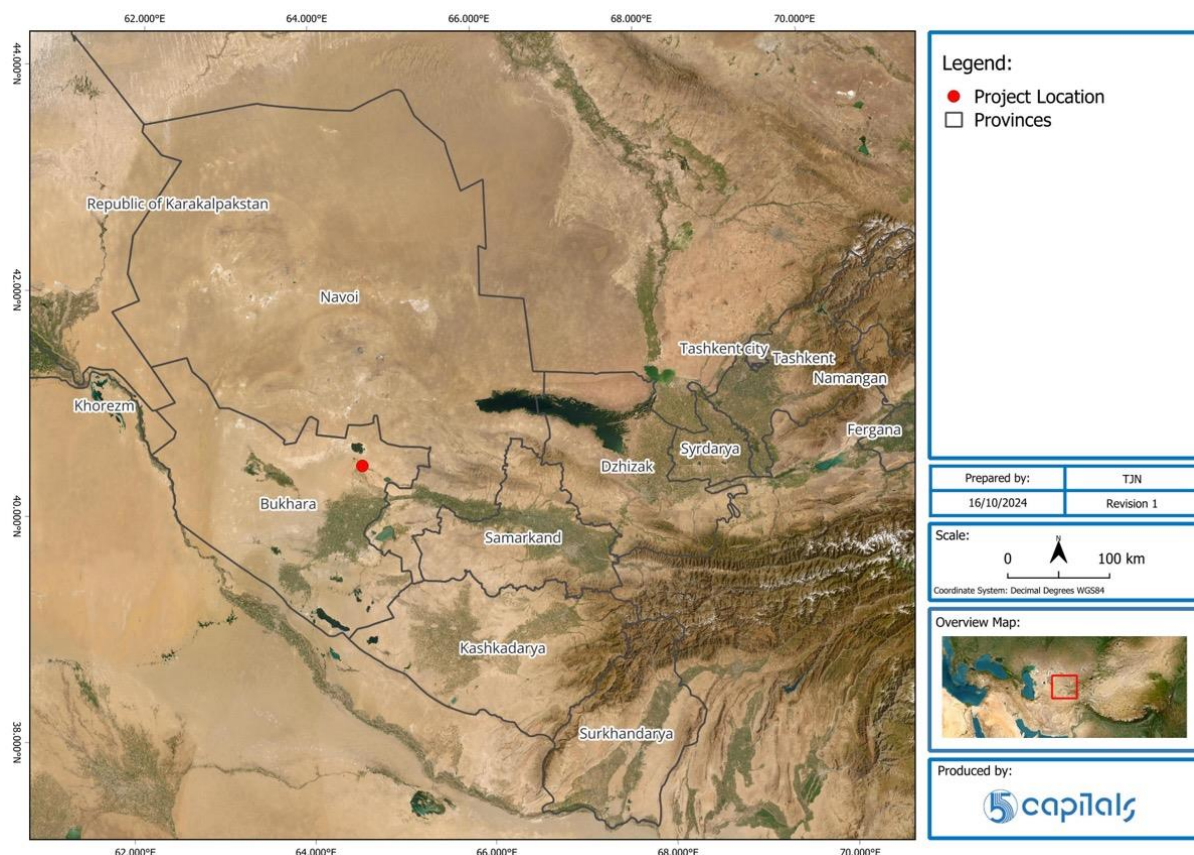 62.000°E 64.000°E 66.000°E 68.000°E 70.000°E
44.000°N
42.000°N
40.000°N
38.000°N
Republic of Karakalpakstan
Navoi
Tashkent city
Tashkent
Namangan
Khorezm
Fergana
Syrdarya
Dzhizak
Bukhara
Samarkand
Kashkadarya
Surkhandarya
62.000°E 64.000°E 66.000°E 68.000°E 70.000°E
Legend:
Project Location
Provinces
Prepared by: TJN
16/10/2024 Revision 1
Scale:
N
0 100 km
Coordinate System: Decimal Degrees WGS84
Overview Map:
Produced by:
5 capitals